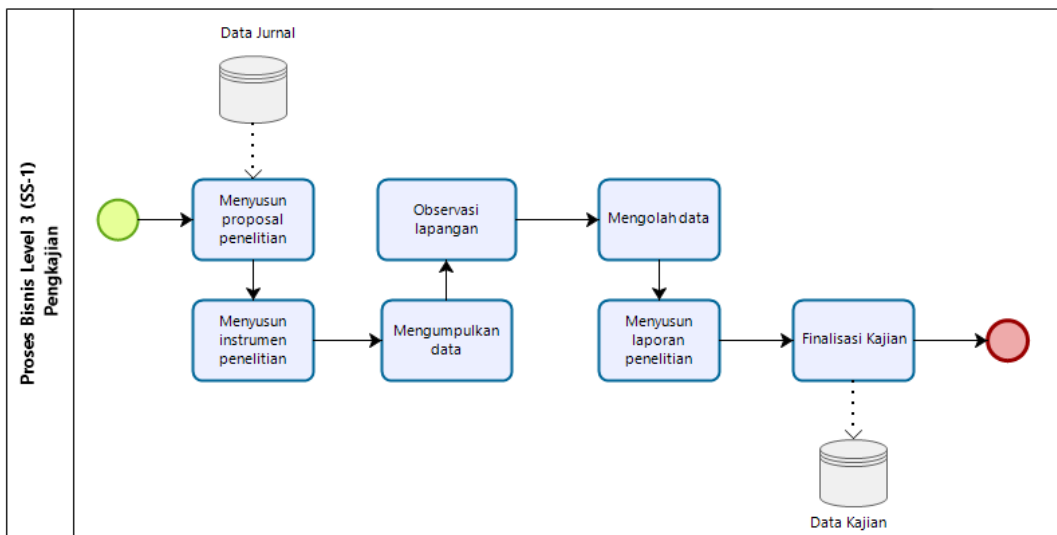 Proses Bisnis Level 3 (SS-1)
Pengkajian
Data Jurnal
Menyusun
proposal
penelitian
Menyusun
instrumen
penelitian
Mengumpulkan
data
Observasi
lapangan
Mengolah data
Menyusun
laporan
penelitian
Finalisasi Kajian
Data Kajian